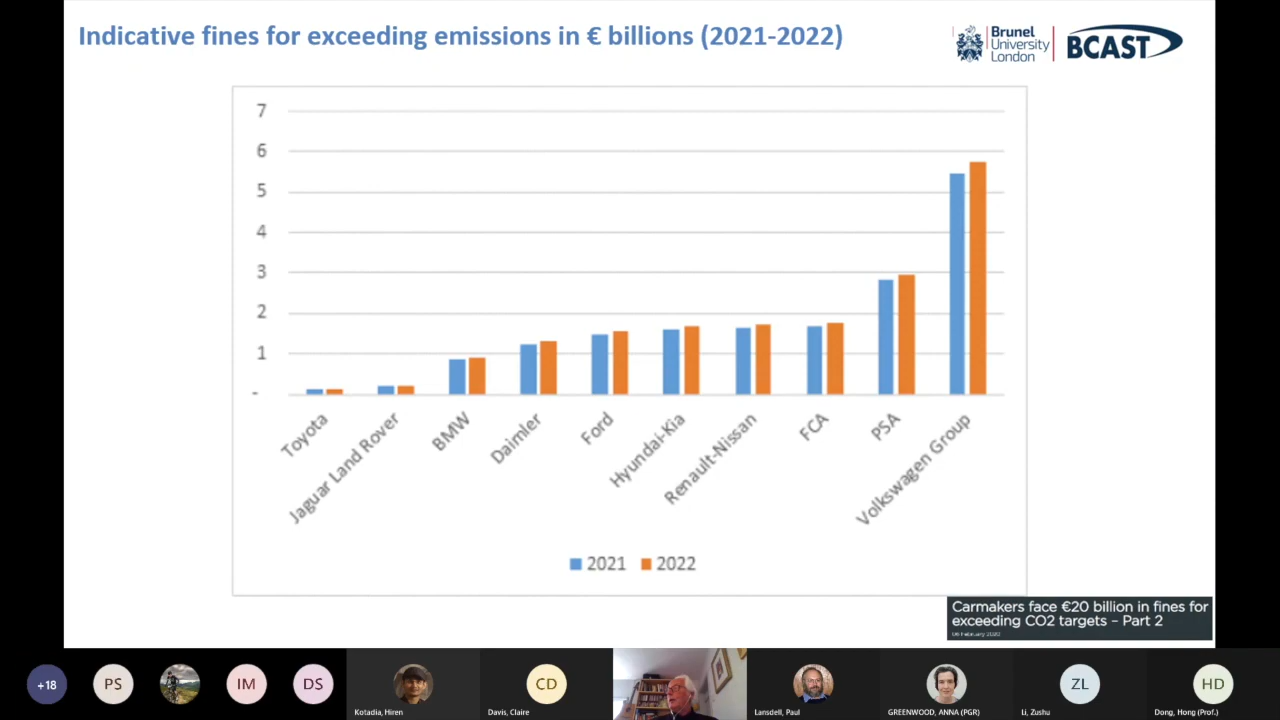 Indicative fines for exceeding emissions in € billions (2021-2022)
Brunel
University
London
BCAST
7
6
5
4
3
2
1
-
Toyota
Jaguar Land Rover
BMW
Daimler
Ford
Hyundai-Kia
Renault-Nissan
FCA
PSA
Volkswagen Group
2021 2022
Carmakers face €20 billion in fines for
exceeding CO2 targets – Part 2
06 February 2020
+18
PS
IM
DS
Kotadia, Hiren
CD
Davis, Claire
Lansdell, Paul
GREENWOOD, ANNA (PGR)
ZL
Li, Zushu
HD
Dong, Hong (Prof.)